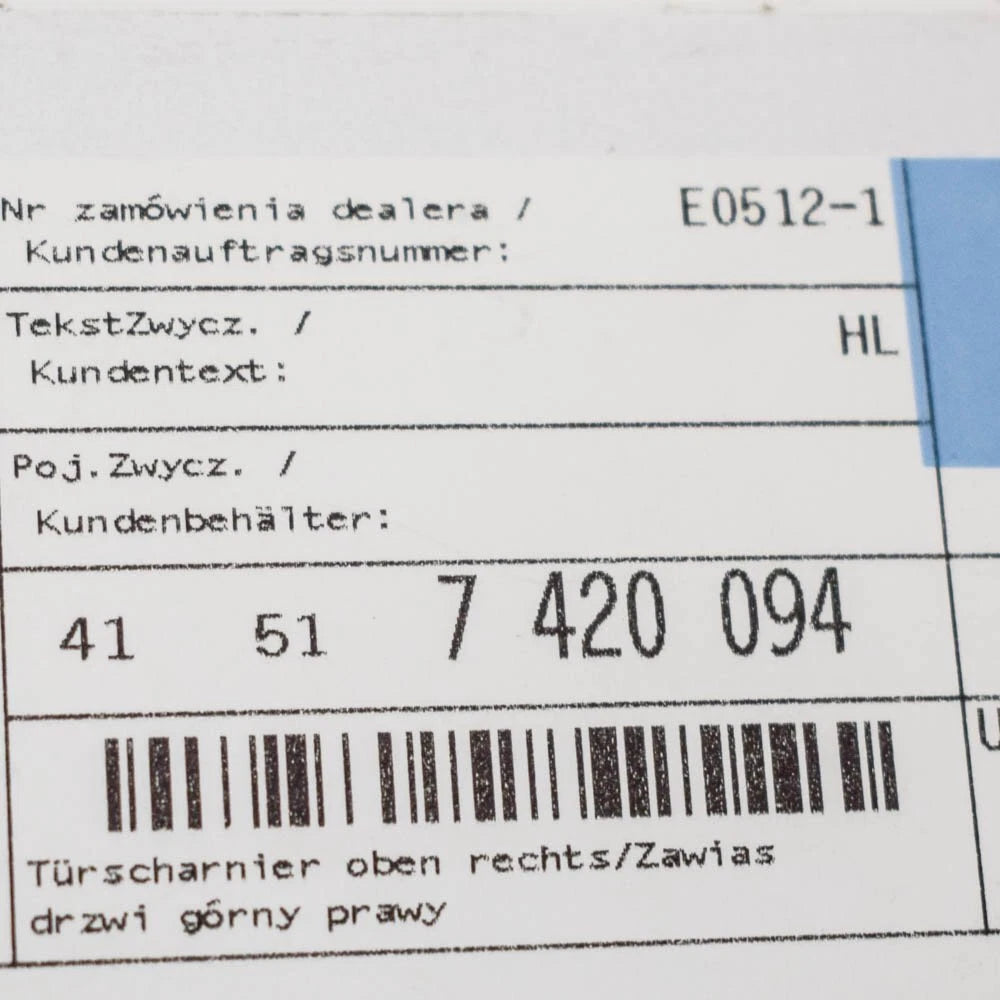 Nr zamówienia dealera / E0512-1
Kundenauftragsnummer:
TekstZwycz. / HL
Kundentext:
Poj.Zwycz. /
Kundenbehälter:
41 51 7 420 094
Türscharnier oben rechts/Zawias
drzwi górny prawy